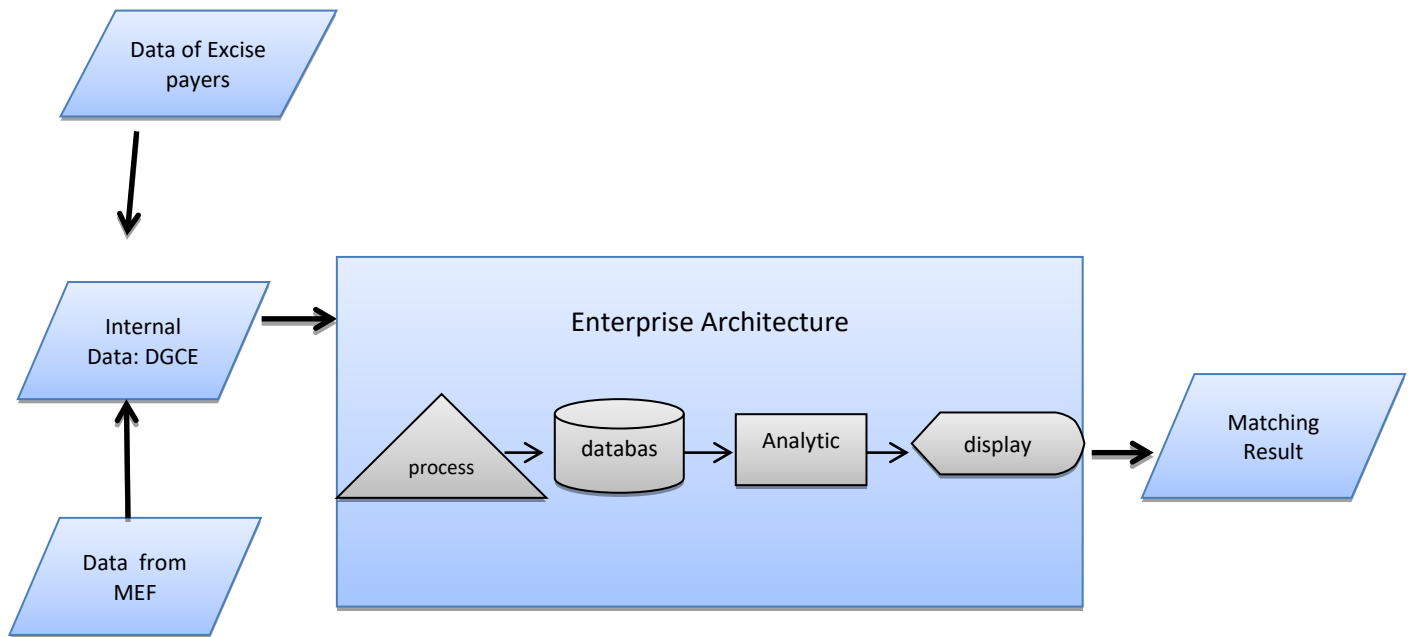 Data of Excise
payers
Internal
Data: DGCE
Data from
MEF
Enterprise Architecture
process
databas
Analytic
display
Matching
Result